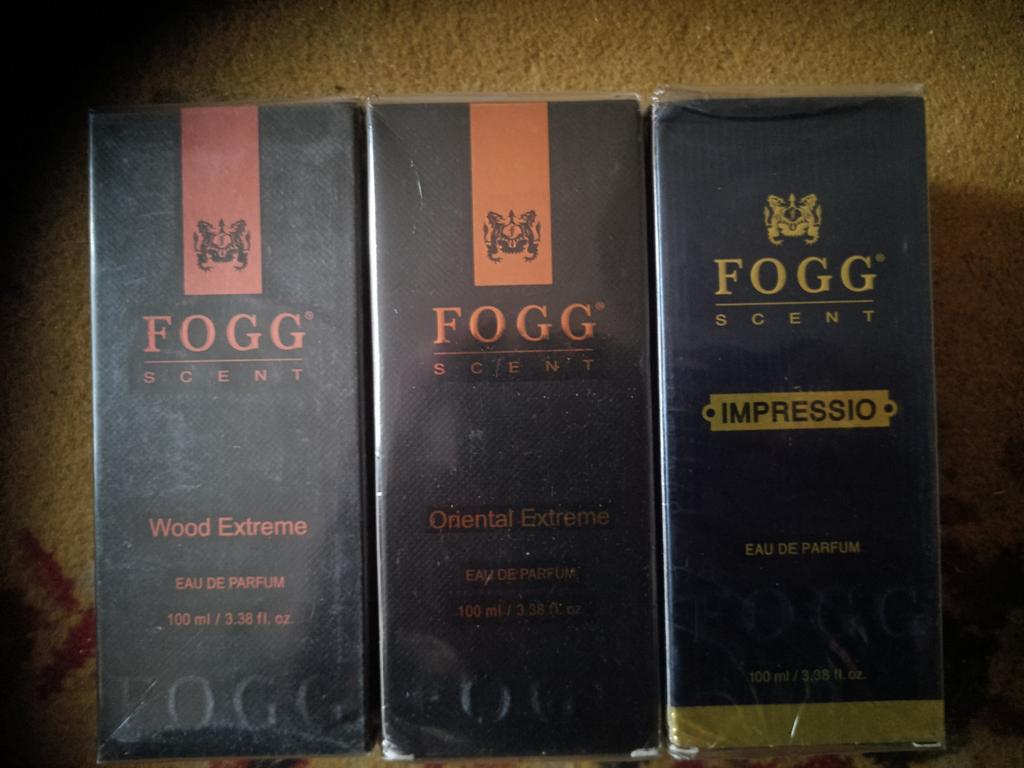 FOGG®
SCENT
Wood Extreme
EAU DE PARFUM
100 ml / 3.38 fl. oz.
FOGG
FOGG®
SCENT
Oriental Extreme
EAU DE PARFUM
100 ml / 3.38 fl. oz.
FOGG
FOGG®
SCENT
IMPRESSIO
EAU DE PARFUM
FOGG
100 ml / 3.38 fl. oz.